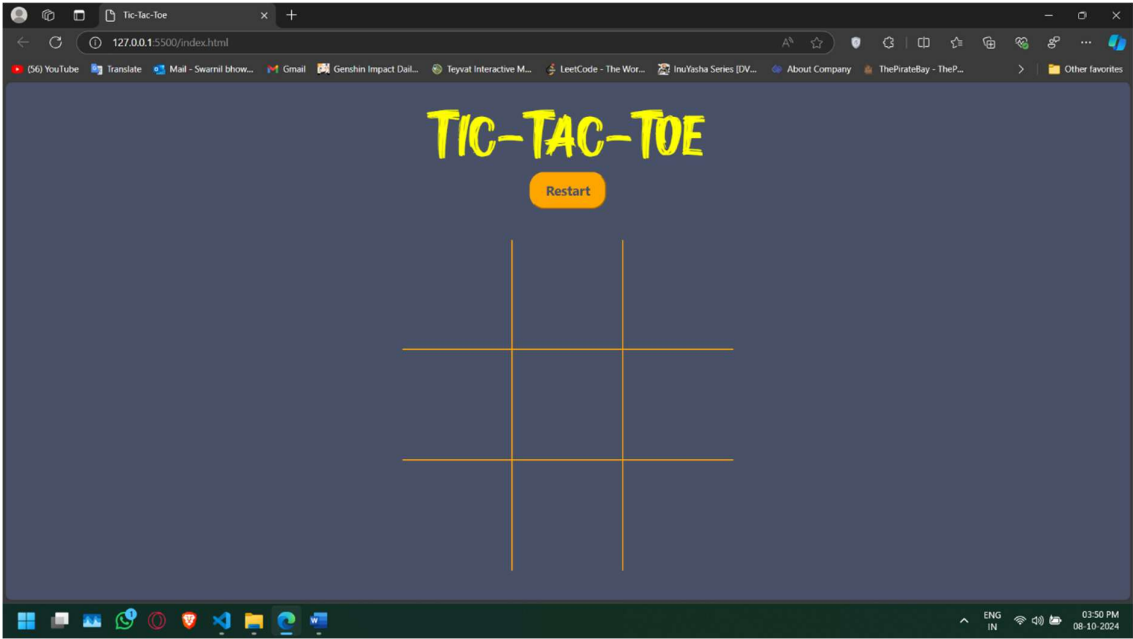 Tic-Tac-Toe
127.0.0.1:5500/index.html
(56) YouTube Translate Mail - Swarnil bhow... Gmail Genshin Impact Dail... Teyvat Interactive M... LeetCode - The Wor... InuYasha Series [DV... About Company ThePirateBay - TheP... Other favorites
TIC-TAC-TOE
Restart
1
ENG
IN
03:50 PM
08-10-2024